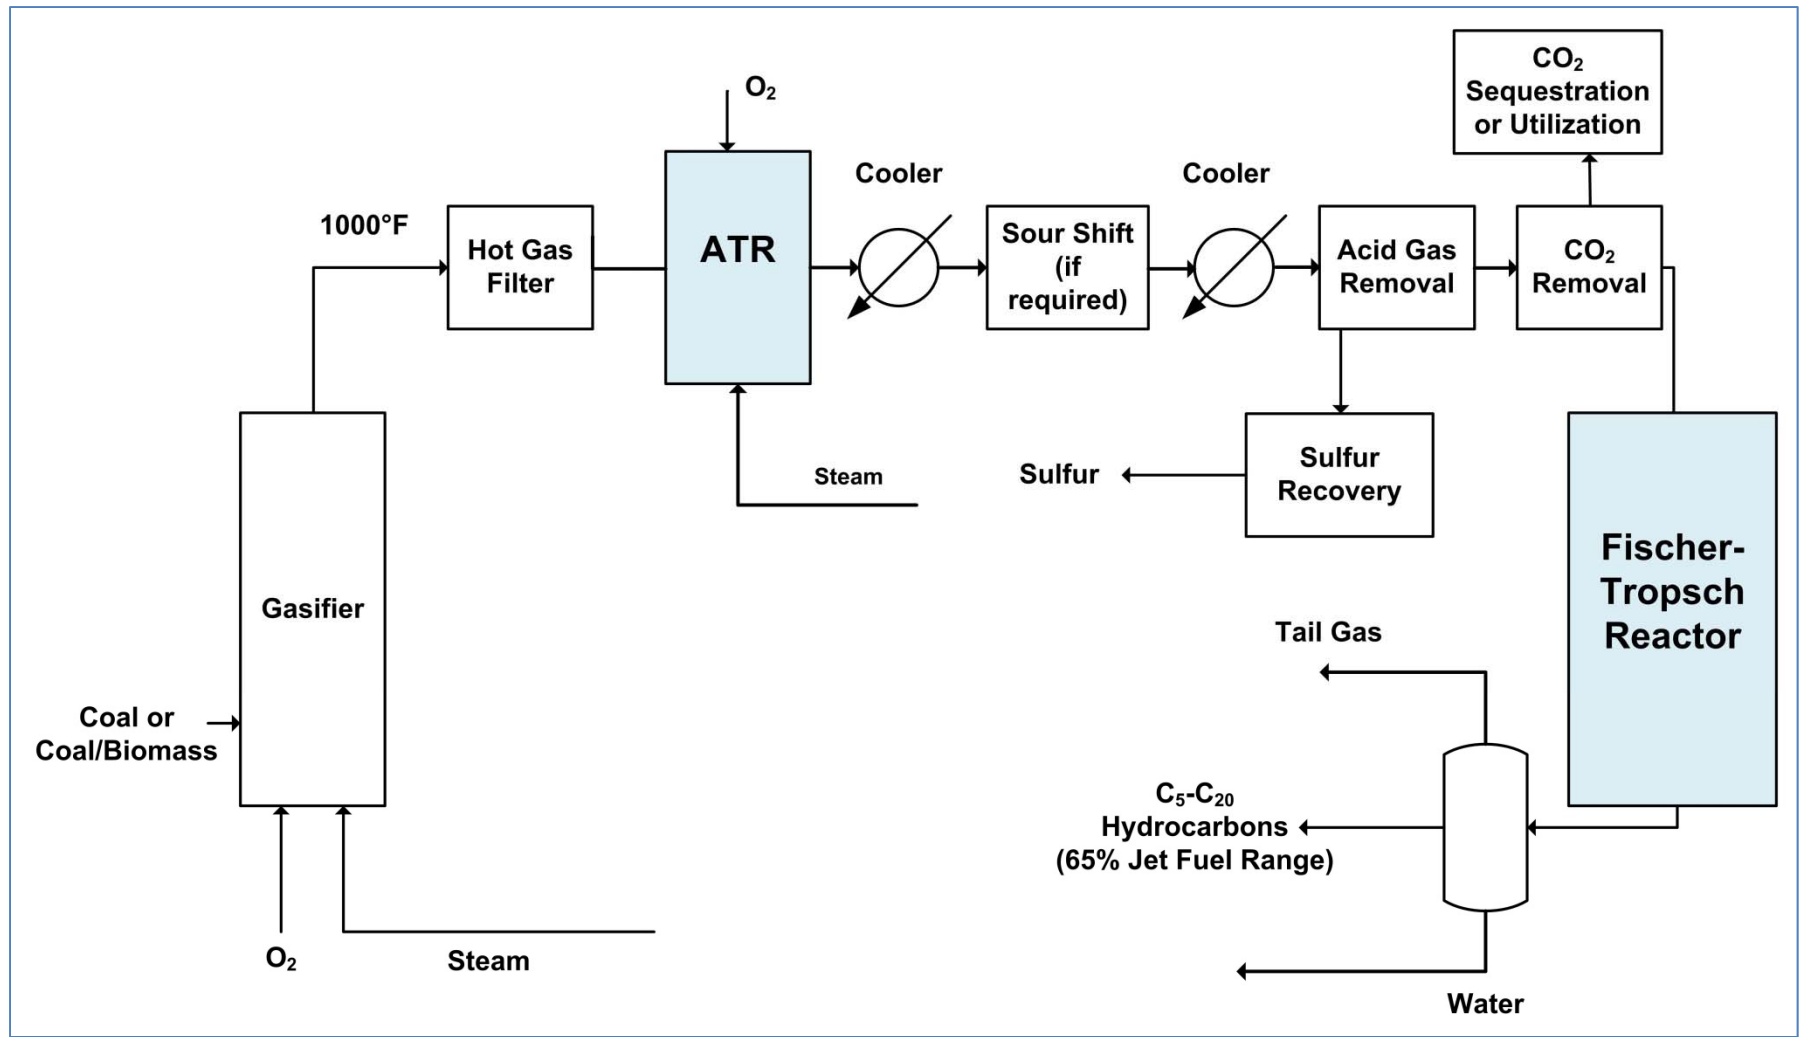 CO₂
Sequestration
or Utilization
O₂
Cooler
Cooler
1000°F
Hot Gas
Filter
ATR
Sour Shift
(if
required)
Acid Gas
Removal
CO₂
Removal
Steam
Sulfur
Sulfur
Recovery
Gasifier
Fischer-
Tropsch
Reactor
Tail Gas
Coal or
Coal/Biomass
C₅-C₂₀
Hydrocarbons
(65% Jet Fuel Range)
O₂
Steam
Water